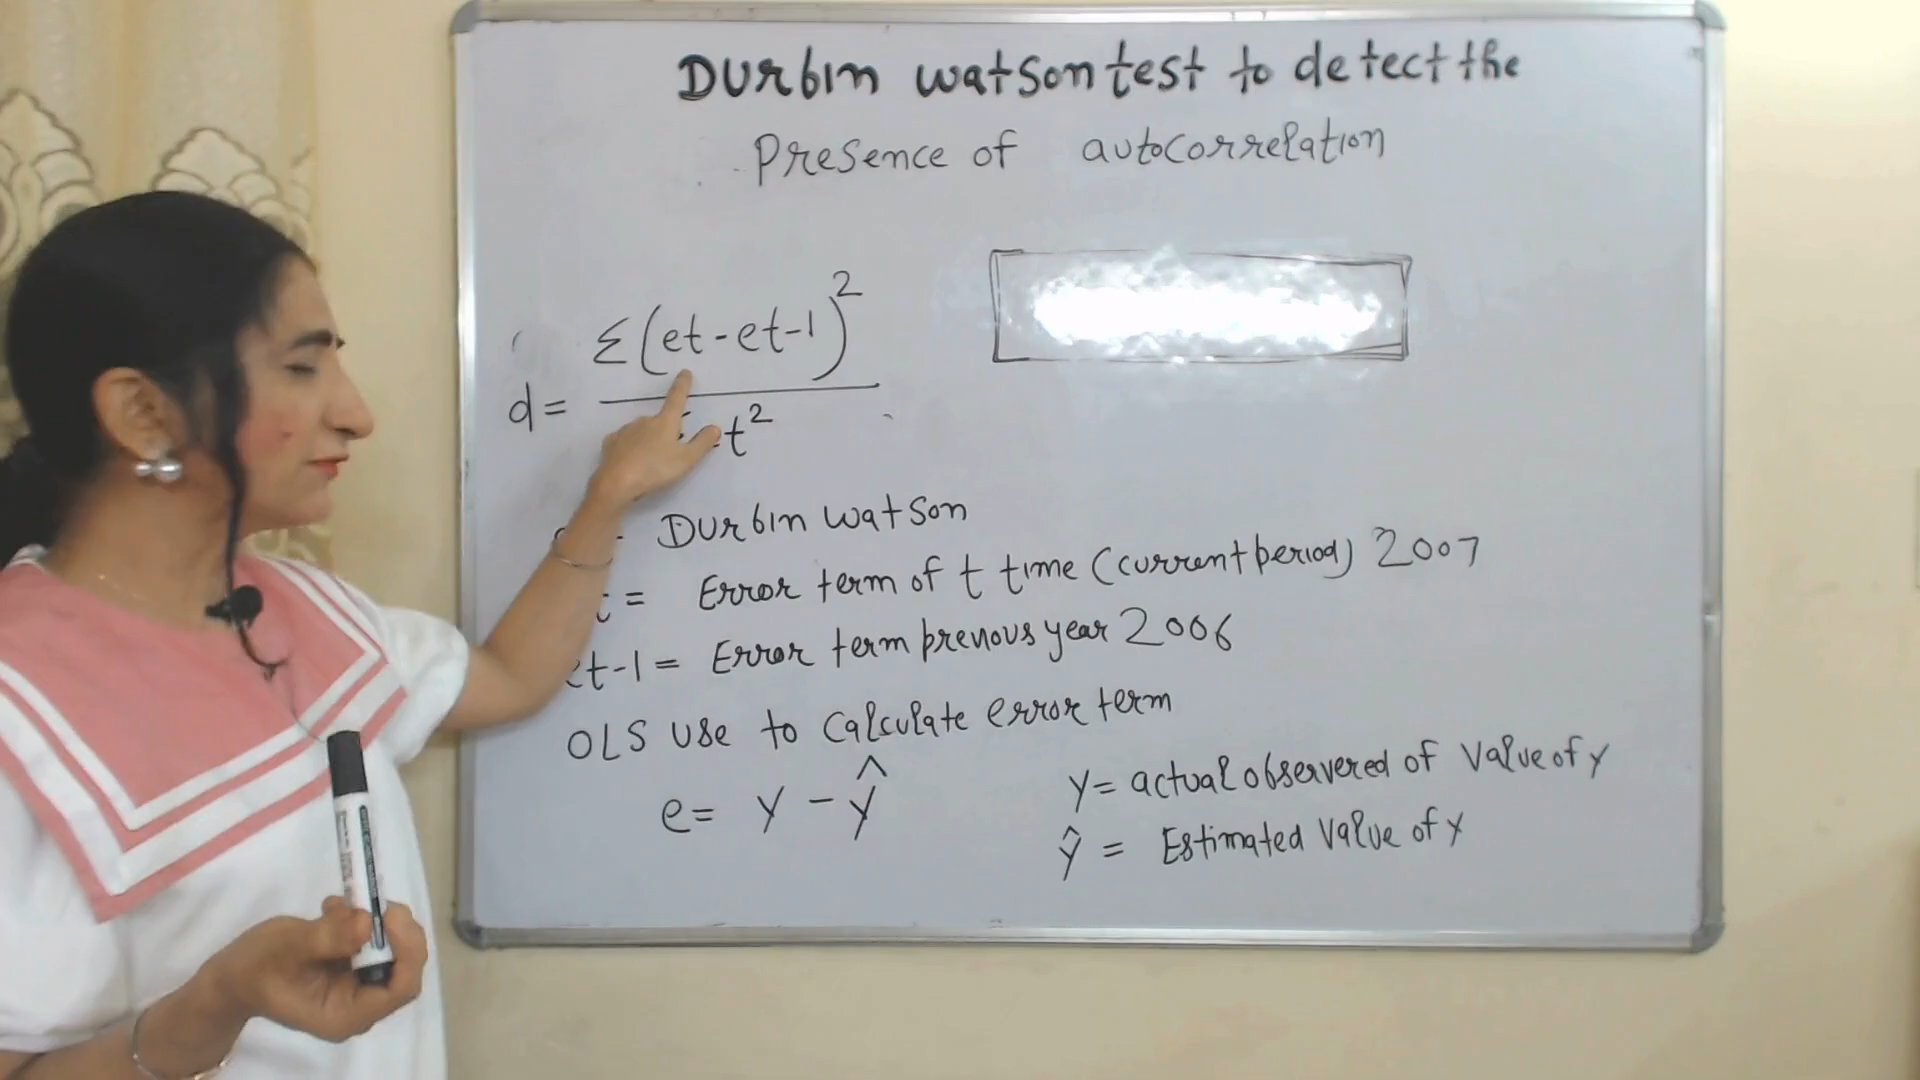 Durbin watson test to detect the
Presence of autocorrelation
d = Σ(et - et-1)²
t²
Durbin watson
= Error term of t time (current period) 2007
et-1 = Error term previous year 2006
OLS use to calculate error term
e = y - ŷ
y = actual observered of value of y
ŷ = Estimated value of y